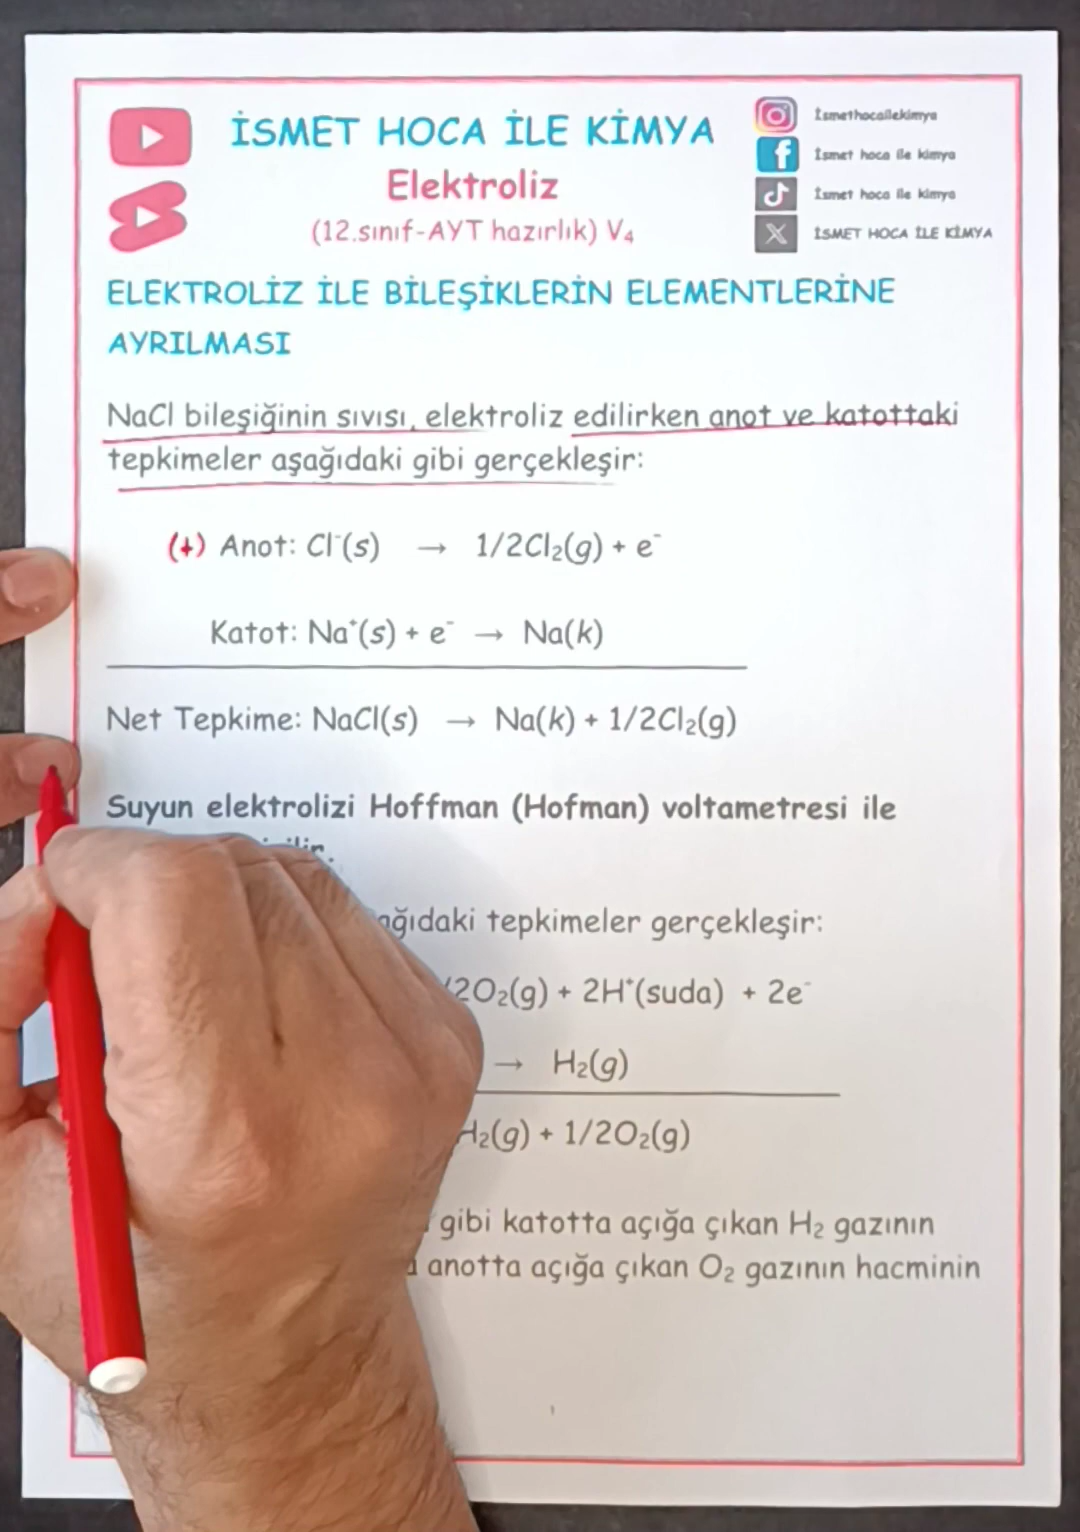 İSMET HOCA İLE KİMYA
Elektroliz
(12.sınıf-AYT hazırlık) V4
İsmethocailekimya
İsmet hoca ile kimya
İsmet hoca ile kimya
İSMET HOCA İLE KİMYA
ELEKTROLİZ İLE BİLEŞİKLERİN ELEMENTLERİNE
AYRILMASI
NaCl bileşiğinin sıvısı, elektroliz edilirken anot ve katottaki
tepkimeler aşağıdaki gibi gerçekleşir:
(+) Anot: Cl⁻(s) → 1/2Cl₂(g) + e⁻
Katot: Na⁺(s) + e⁻ → Na(k)
Net Tepkime: NaCl(s) → Na(k) + 1/2Cl₂(g)
Suyun elektrolizi Hoffman (Hofman) voltametresi ile
tepkimeler gerçekleşir:
2O₂(g) + 2H⁺(suda) + 2e⁻
→ H₂(g)
H₂(g) + 1/2O₂(g)
gibi katotta açığa çıkan H₂ gazının
anotta açığa çıkan O₂ gazının hacminin